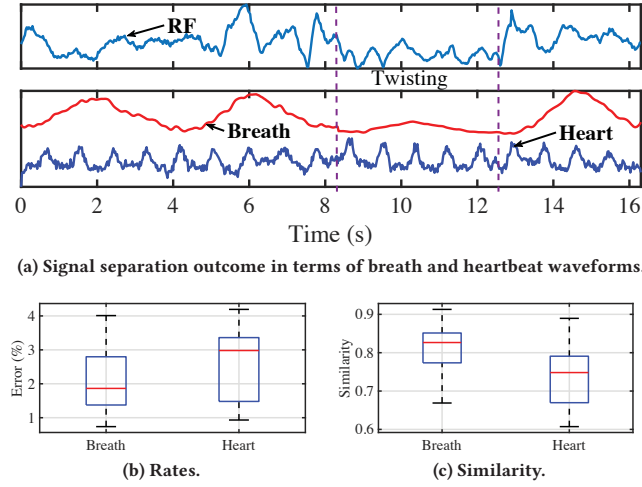 RF
Twisting
Breath
Heart
0 2 4 6 8 10 12 14 16
Time (s)
(a) Signal separation outcome in terms of breath and heartbeat waveforms.
4
3
2
1
Error (%)
Breath Heart
(b) Rates.
0.9
0.8
0.7
0.6
Similarity
Breath Heart
(c) Similarity.